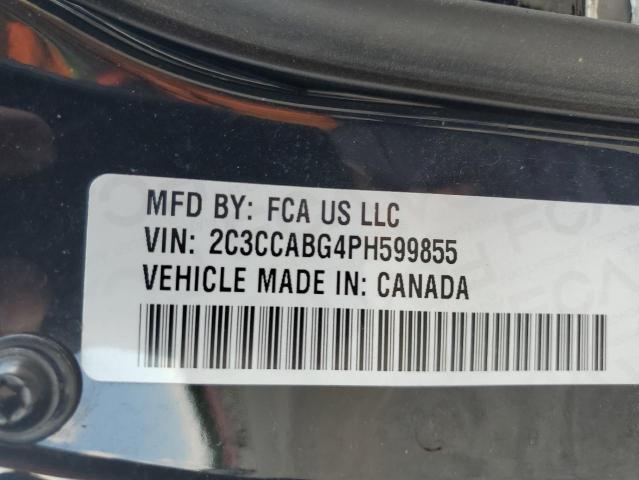 MFD BY: FCA US LLC
VIN: 2C3CCABG4PH599855
VEHICLE MADE IN: CANADA